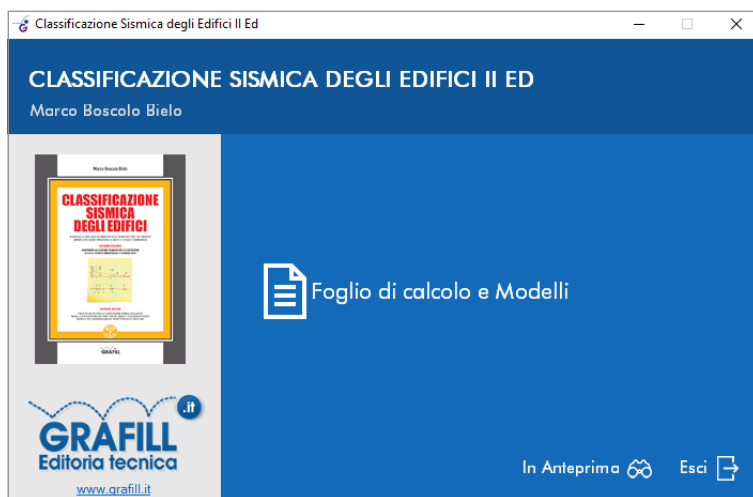 Classificazione Sismica degli Edifici II Ed
CLASSIFICAZIONE SISMICA DEGLI EDIFICI II ED
Marco Boscolo Bielo
Marco Boscolo Bielo
CLASSIFICAZIONE
SISMICA
DEGLI EDIFICI
GRAFILL
Foglio di calcolo e Modelli
.it
GRAFILL
Editoria tecnica
www.grafill.it
In Anteprima
Esci